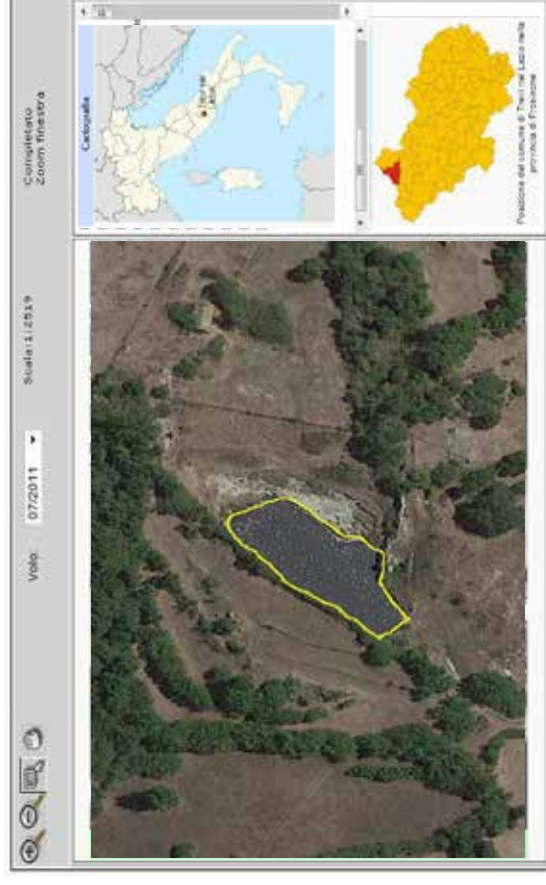 Volo: 07/2011
Scala:1:2519
Completato
Zoom finestra
Cartografia
Posizione del comune di Trevi nel Lazio nella
provincia di Frosinone